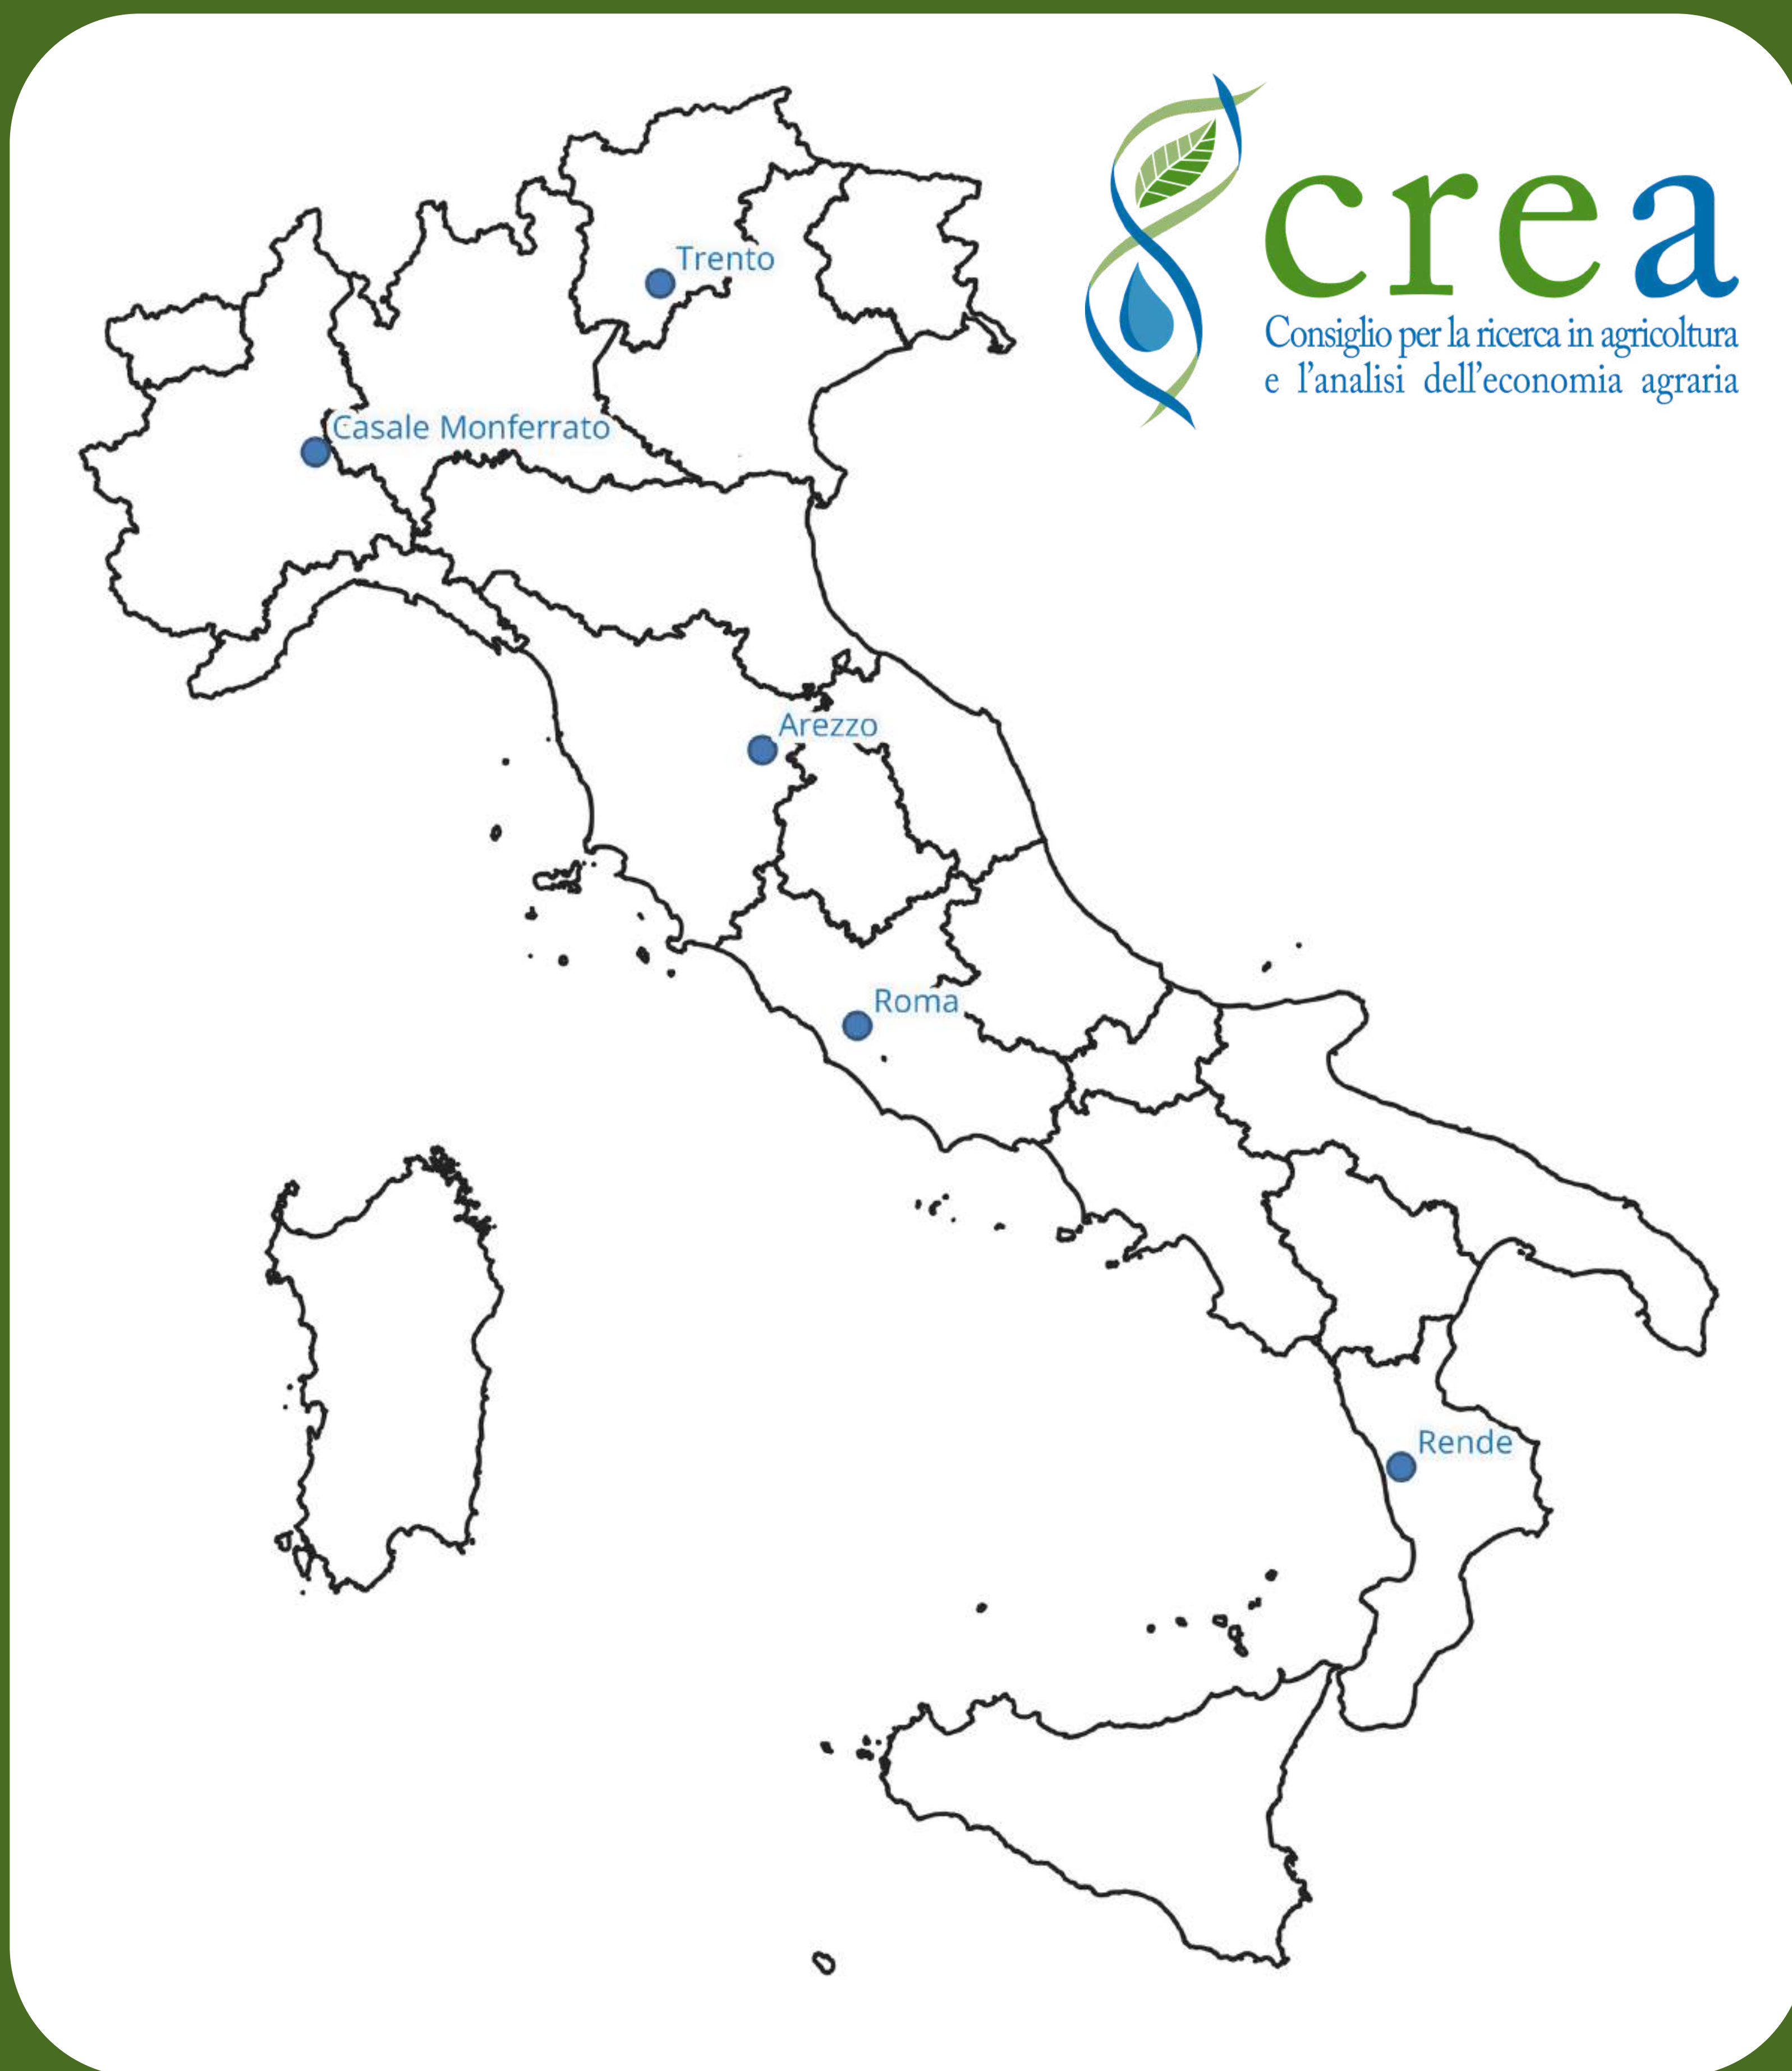 crea
Consiglio per la ricerca in agricoltura
e l'analisi dell'economia agraria
Trento
Casale Monferrato
Arezzo
Roma
Rende